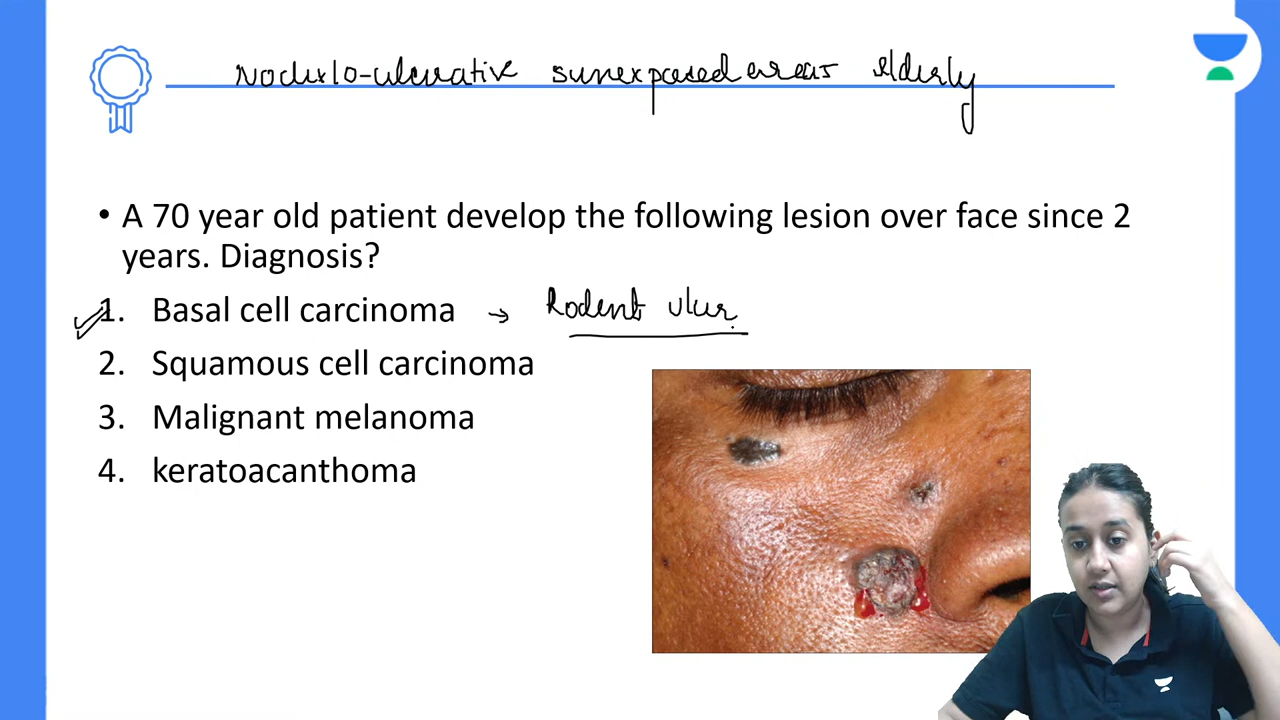 Nodulo-ulcerative sunexposed areas elderly
• A 70 year old patient develop the following lesion over face since 2
years. Diagnosis?
1. Basal cell carcinoma → Rodent ulcer
2. Squamous cell carcinoma
3. Malignant melanoma
4. keratoacanthoma